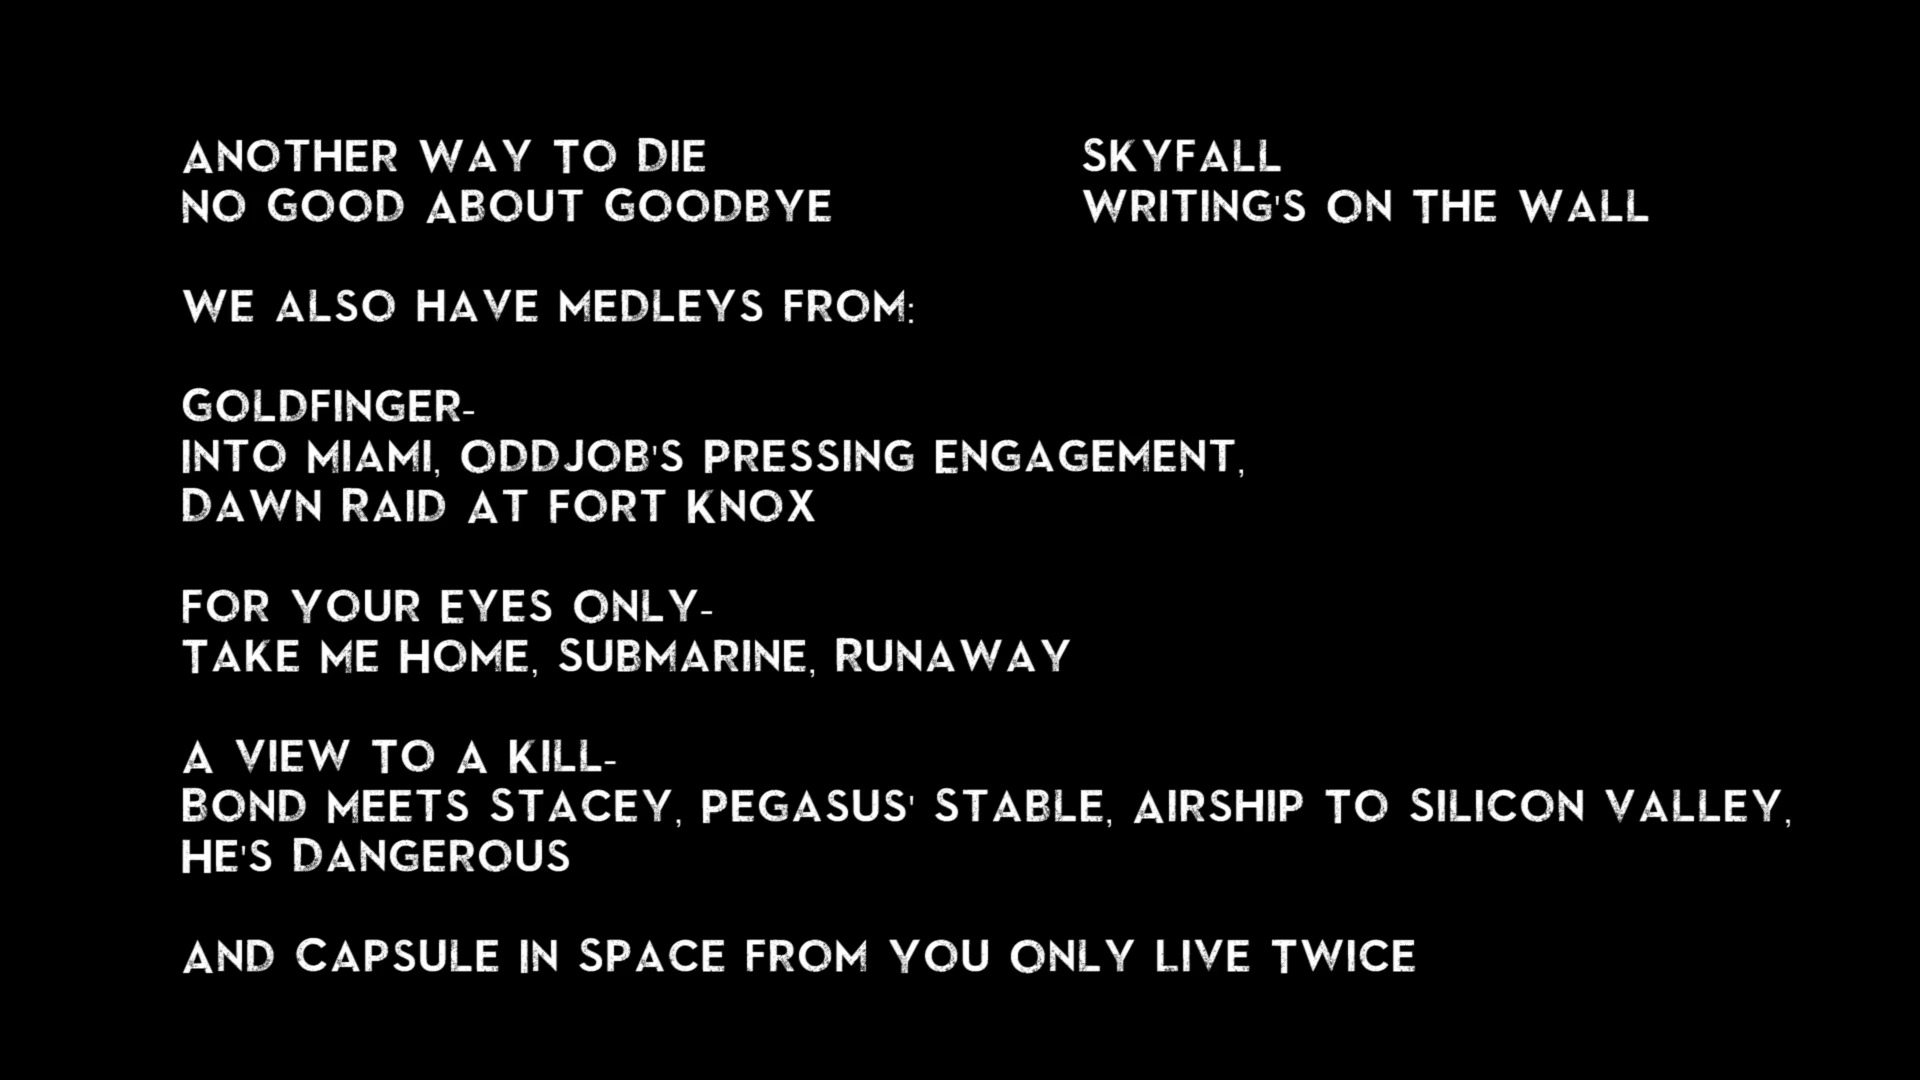 ANOTHER WAY TO DIE
NO GOOD ABOUT GOODBYE
SKYFALL
WRITING'S ON THE WALL
WE ALSO HAVE MEDLEYS FROM:
GOLDFINGER-
INTO MIAMI, ODDJOB'S PRESSING ENGAGEMENT,
DAWN RAID AT FORT KNOX
FOR YOUR EYES ONLY-
TAKE ME HOME, SUBMARINE, RUNAWAY
A VIEW TO A KILL-
BOND MEETS STACEY, PEGASUS' STABLE, AIRSHIP TO SILICON VALLEY,
HE'S DANGEROUS
AND CAPSULE IN SPACE FROM YOU ONLY LIVE TWICE